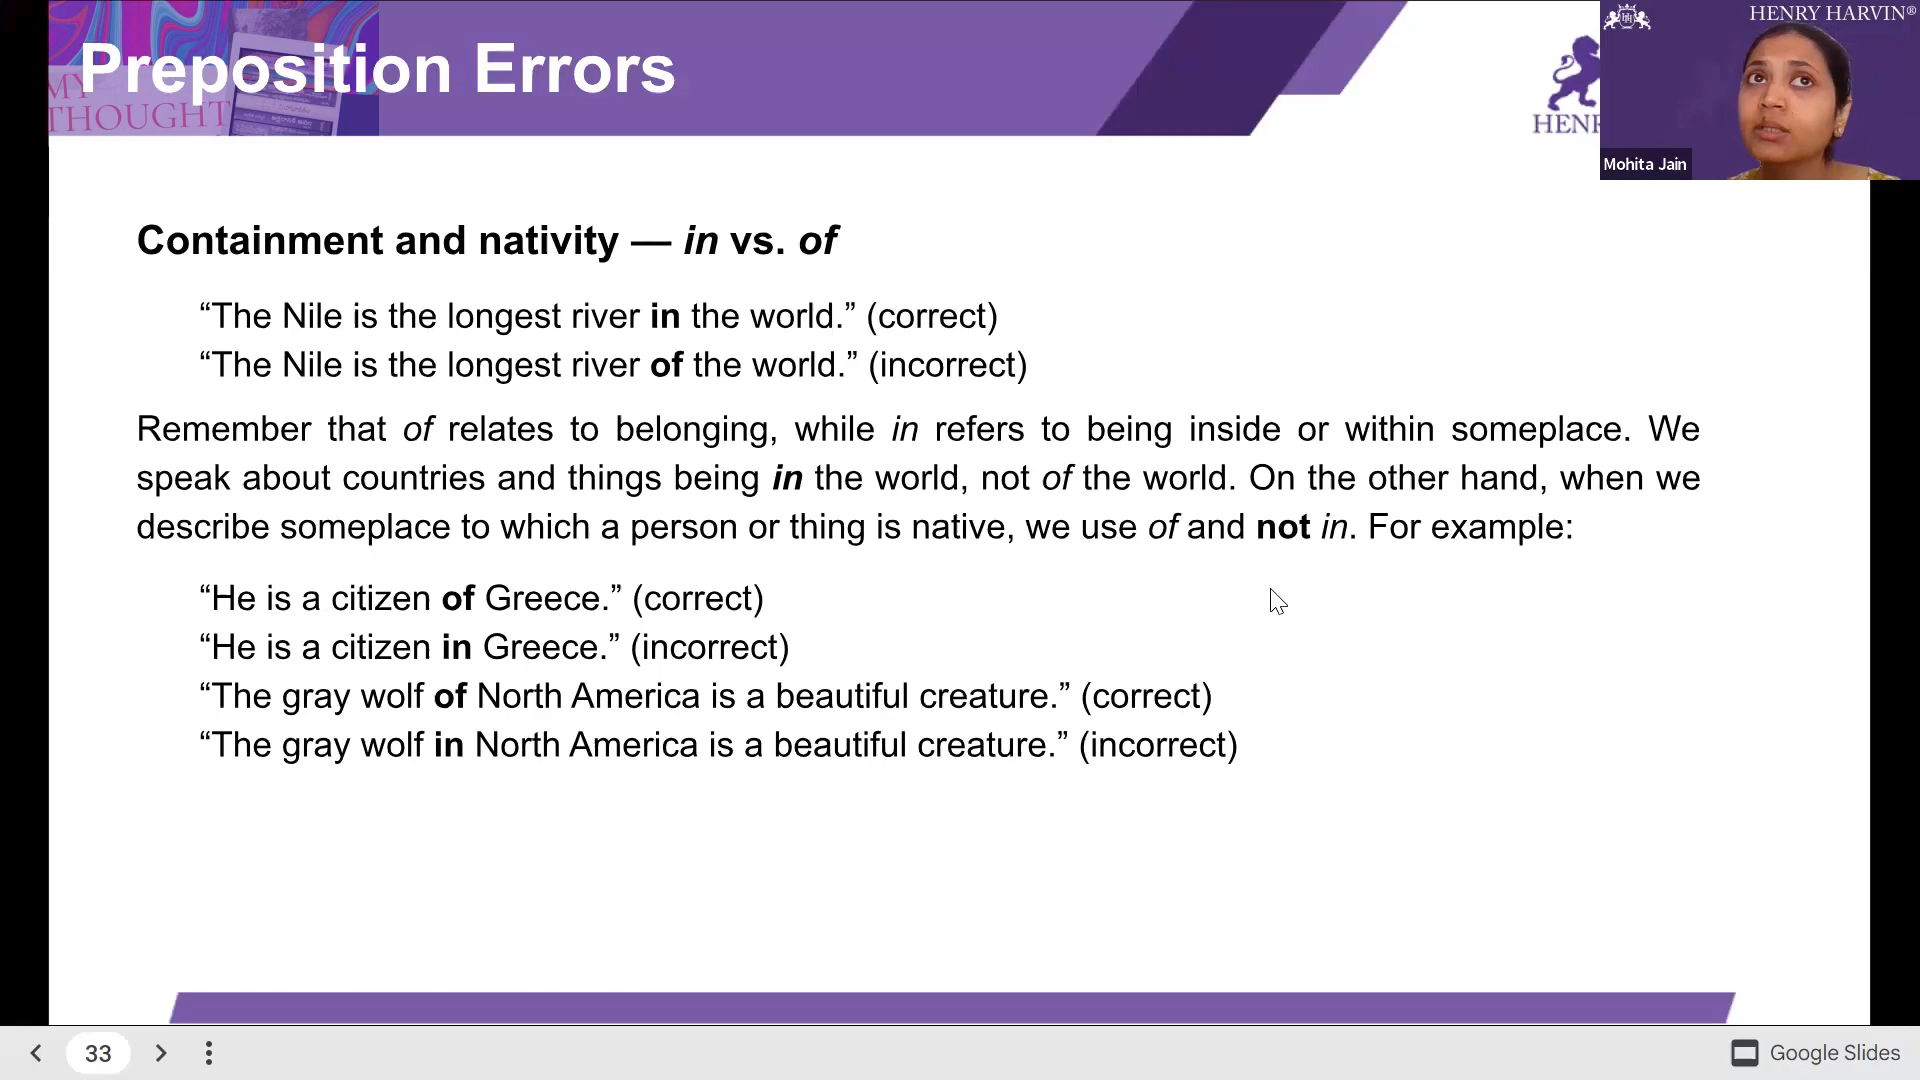 Preposition Errors
MY
THOUGHT
HENRY HARVIN®
HENR
Mohita Jain
Containment and nativity — in vs. of
“The Nile is the longest river in the world.” (correct)
“The Nile is the longest river of the world.” (incorrect)
Remember that of relates to belonging, while in refers to being inside or within someplace. We
speak about countries and things being in the world, not of the world. On the other hand, when we
describe someplace to which a person or thing is native, we use of and not in. For example:
“He is a citizen of Greece.” (correct)
“He is a citizen in Greece.” (incorrect)
“The gray wolf of North America is a beautiful creature.” (correct)
“The gray wolf in North America is a beautiful creature.” (incorrect)
33
Google Slides